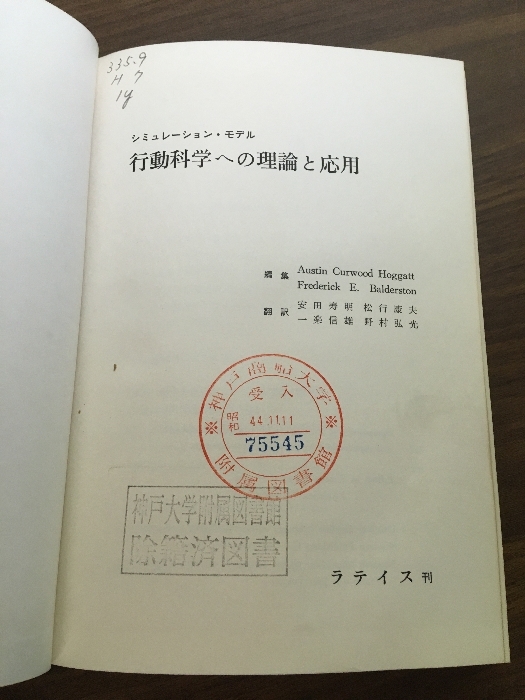 335.9
H 7
1y
シミュレーション・モデル
行動科学への理論と応用
編集 Austin Curwood Hoggatt
Frederick E. Balderston
翻訳 安田寿明 松行康夫
一楽信雄 野村弘光
※神戸商船大学※
受入
昭和 44.11.11
75545
附属図書館
神戸大学附属図書館
除籍済図書
ラテイス刊